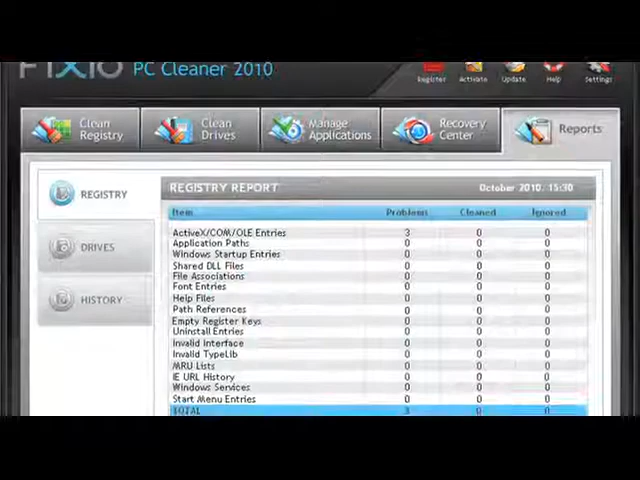 FIXIO PC Cleaner 2010
Register Activate Update Help Settings
Clean Registry
Clean Drives
Manage Applications
Recovery Center
Reports
REGISTRY
DRIVES
HISTORY
REGISTRY REPORT October 2010. 15:30
Item Problems Cleaned Ignored
ActiveX/COM/OLE Entries 3 0 0
Application Paths 0 0 0
Windows Startup Entries 0 0 0
Shared DLL Files 0 0 0
File Associations 0 0 0
Font Entries 0 0 0
Help Files 0 0 0
Path References 0 0 0
Empty Register Keys 0 0 0
Uninstall Entries 0 0 0
Invalid Interface 0 0 0
Invalid TypeLib 0 0 0
MRU Lists 0 0 0
IE URL History 0 0 0
Windows Services 0 0 0
Start Menu Entries 0 0 0
TOTAL 3 0 0